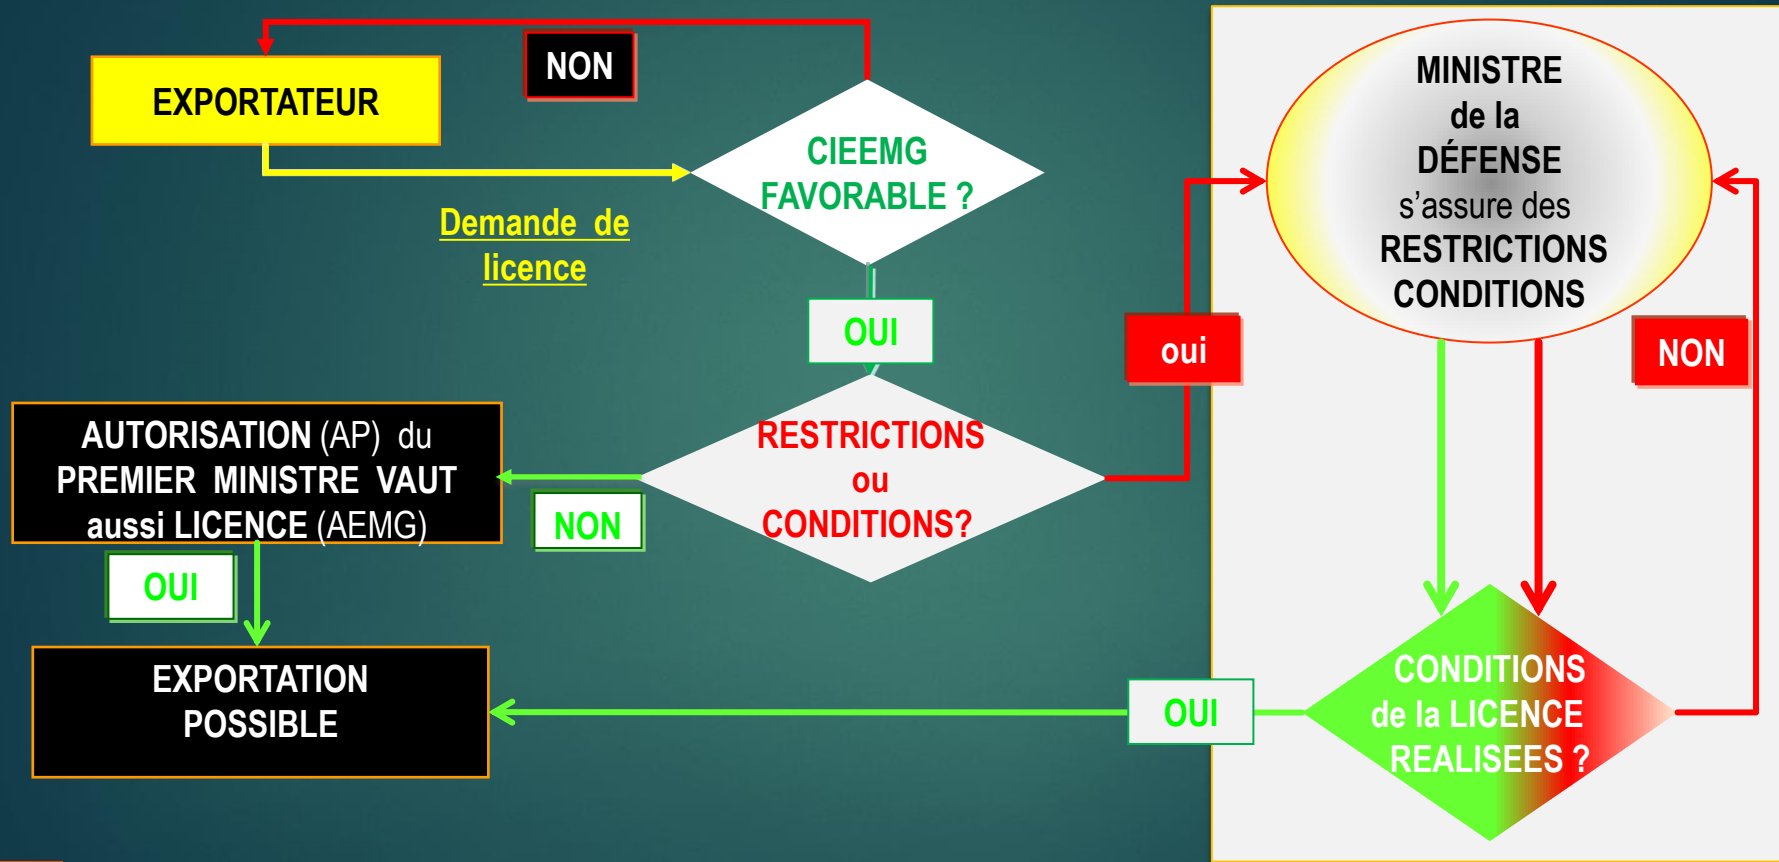 NON
EXPORTATEUR
CIEEMG
FAVORABLE ?
Demande de
licence
OUI
MINISTRE
de la
DÉFENSE
s'assure des
RESTRICTIONS
CONDITIONS
oui
NON
RESTRICTIONS
ou
CONDITIONS?
AUTORISATION (AP) du
PREMIER MINISTRE VAUT
aussi LICENCE (AEMG)
NON
OUI
EXPORTATION
POSSIBLE
OUI
CONDITIONS
de la LICENCE
REALISEES ?